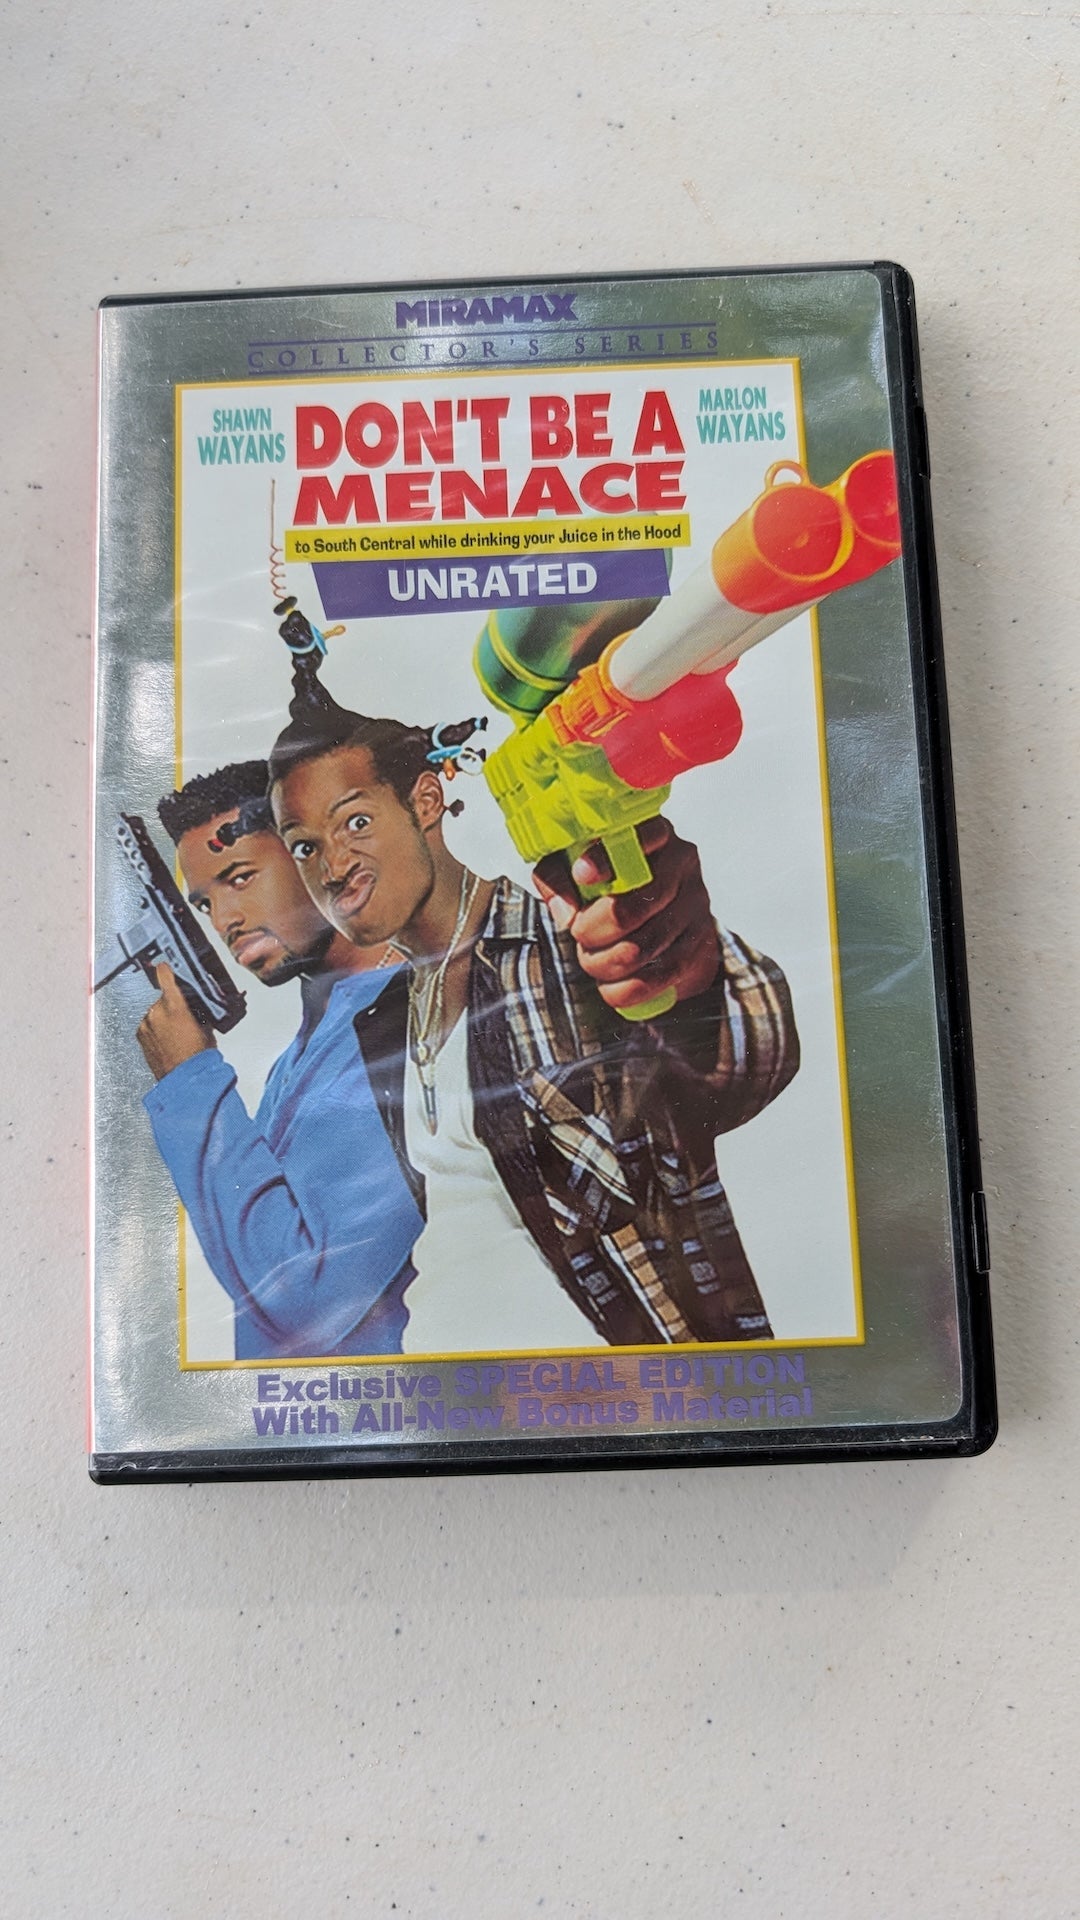 MIRAMAX
COLLECTOR'S SERIES
SHAWN
WAYANS
DON'T BE A
MENACE
MARLON
WAYANS
to South Central while drinking your Juice in the Hood
UNRATED
Exclusive SPECIAL EDITION
With All-New Bonus Material